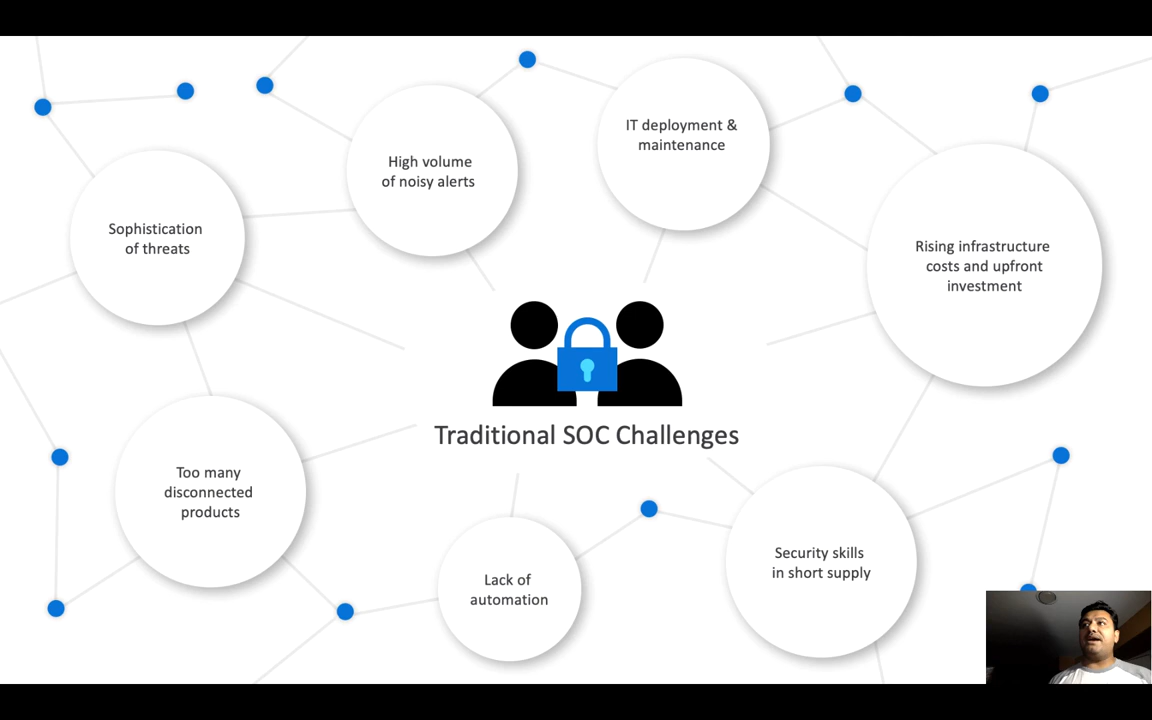 IT deployment &
maintenance
High volume
of noisy alerts
Sophistication
of threats
Rising infrastructure
costs and upfront
investment
Traditional SOC Challenges
Too many
disconnected
products
Lack of
automation
Security skills
in short supply